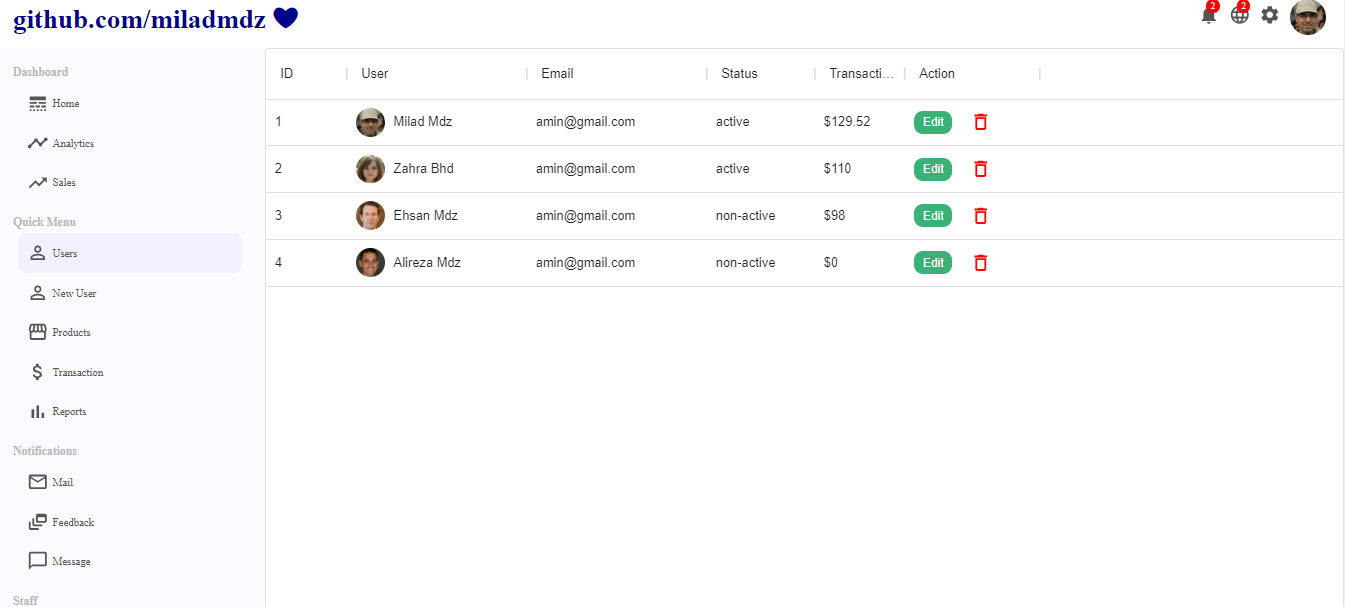 github.com/miladmdz
2 2
Dashboard
Home
Analytics
Sales
Quick Menu
Users
New User
Products
Transaction
Reports
Notifications
Mail
Feedback
Message
Staff
ID User Email Status Transacti... Action
1 Milad Mdz amin@gmail.com active $129.52 Edit
2 Zahra Bhd amin@gmail.com active $110 Edit
3 Ehsan Mdz amin@gmail.com non-active $98 Edit
4 Alireza Mdz amin@gmail.com non-active $0 Edit